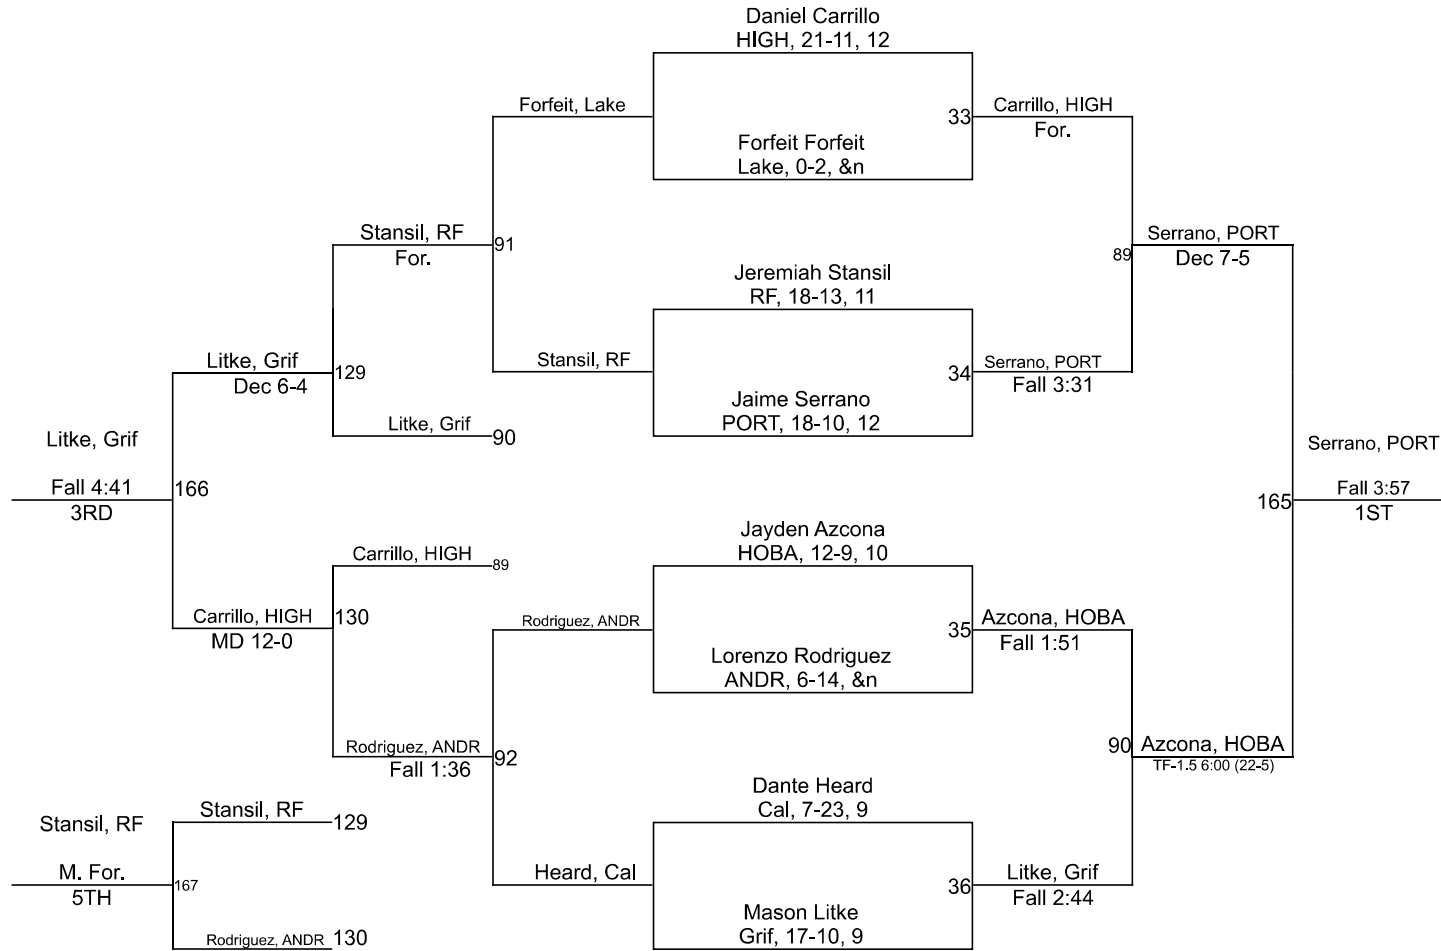 Daniel Carrillo
HIGH, 21-11, 12
Forfeit, Lake
33
Carrillo, HIGH
For.
Forfeit Forfeit
Lake, 0-2, &n
Stansil, RF
For.
91
89
Serrano, PORT
Dec 7-5
Jeremiah Stansil
RF, 18-13, 11
Litke, Grif
Dec 6-4
129
Stansil, RF
34
Serrano, PORT
Fall 3:31
Jaime Serrano
PORT, 18-10, 12
Litke, Grif
90
Litke, Grif
Fall 4:41
3RD
166
Serrano, PORT
165
Fall 3:57
1ST
Jayden Azcona
HOBA, 12-9, 10
Carrillo, HIGH
89
Carrillo, HIGH
MD 12-0
130
Rodriguez, ANDR
35
Azcona, HOBA
Fall 1:51
Lorenzo Rodriguez
ANDR, 6-14, &n
Rodriguez, ANDR
Fall 1:36
92
90
Azcona, HOBA
TF-1.5 6:00 (22-5)
Dante Heard
Cal, 7-23, 9
Stansil, RF
129
Stansil, RF
M. For.
5TH
167
Heard, Cal
36
Litke, Grif
Fall 2:44
Mason Litke
Grif, 17-10, 9
Rodriguez, ANDR
130